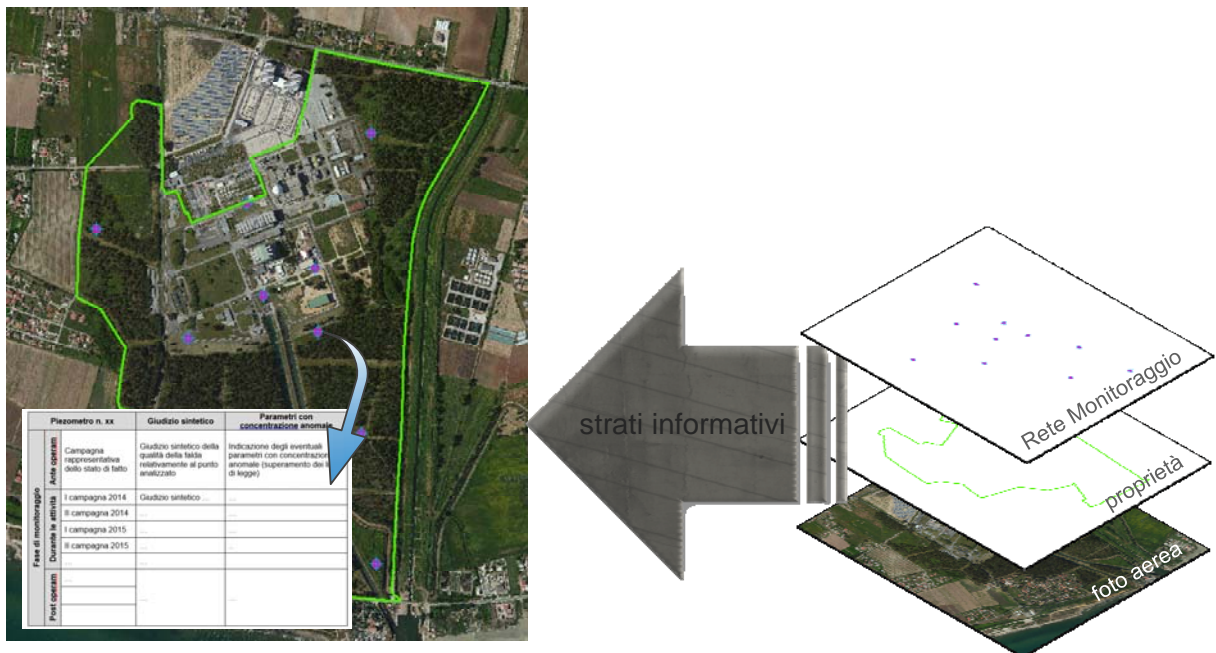 Piezometro n. xx Giudizio sintetico Parametri con
concentrazione anomale
Fase di monitoraggio
Ante operam
Campagna
rappresentativa
dello stato di fatto
Giudizio sintetico della
qualità della falda
relativamente al punto
analizzato
Indicazione degli eventuali
parametri con concentrazioni
anomale (superamento dei
di legge)
Durante le attività
I campagna 2014 Giudizio sintetico ... ...
II campagna 2014 ... ...
I campagna 2015 ... ...
II campagna 2015 ... ..
... ...
Post operam
...
... ...
strati informativi
Rete Monitoraggio
proprietà
foto aerea